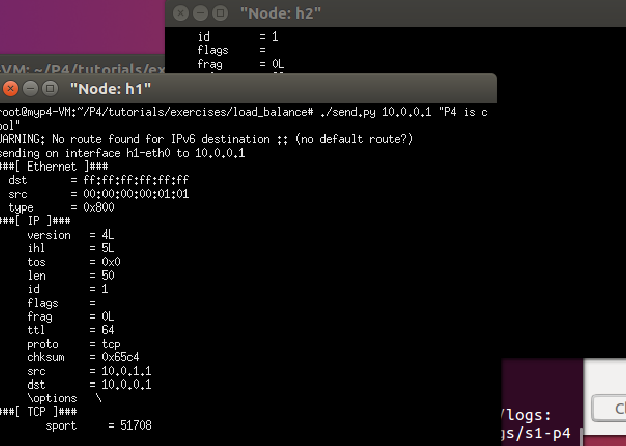 "Node: h2"
id = 1
flags =
frag = 0L
-VM: ~/P4/tutorials/ex
"Node: h1"
root@myp4-VM:~/P4/tutorials/exercises/load_balance# ./send.py 10.0.0.1 "P4 is c
ool"
WARNING: No route found for IPv6 destination :: (no default route?)
sending on interface h1-eth0 to 10.0.0.1
###[ Ethernet ]###
dst = ff:ff:ff:ff:ff:ff
src = 00:00:00:00:01:01
type = 0x800
###[ IP ]###
version = 4L
ihl = 5L
tos = 0x0
len = 50
id = 1
flags =
frag = 0L
ttl = 64
proto = tcp
chksum = 0x65c4
src = 10.0.1.1
dst = 10.0.0.1
\options \
###[ TCP ]###
sport = 51708
/logs:
gs/s1-p4